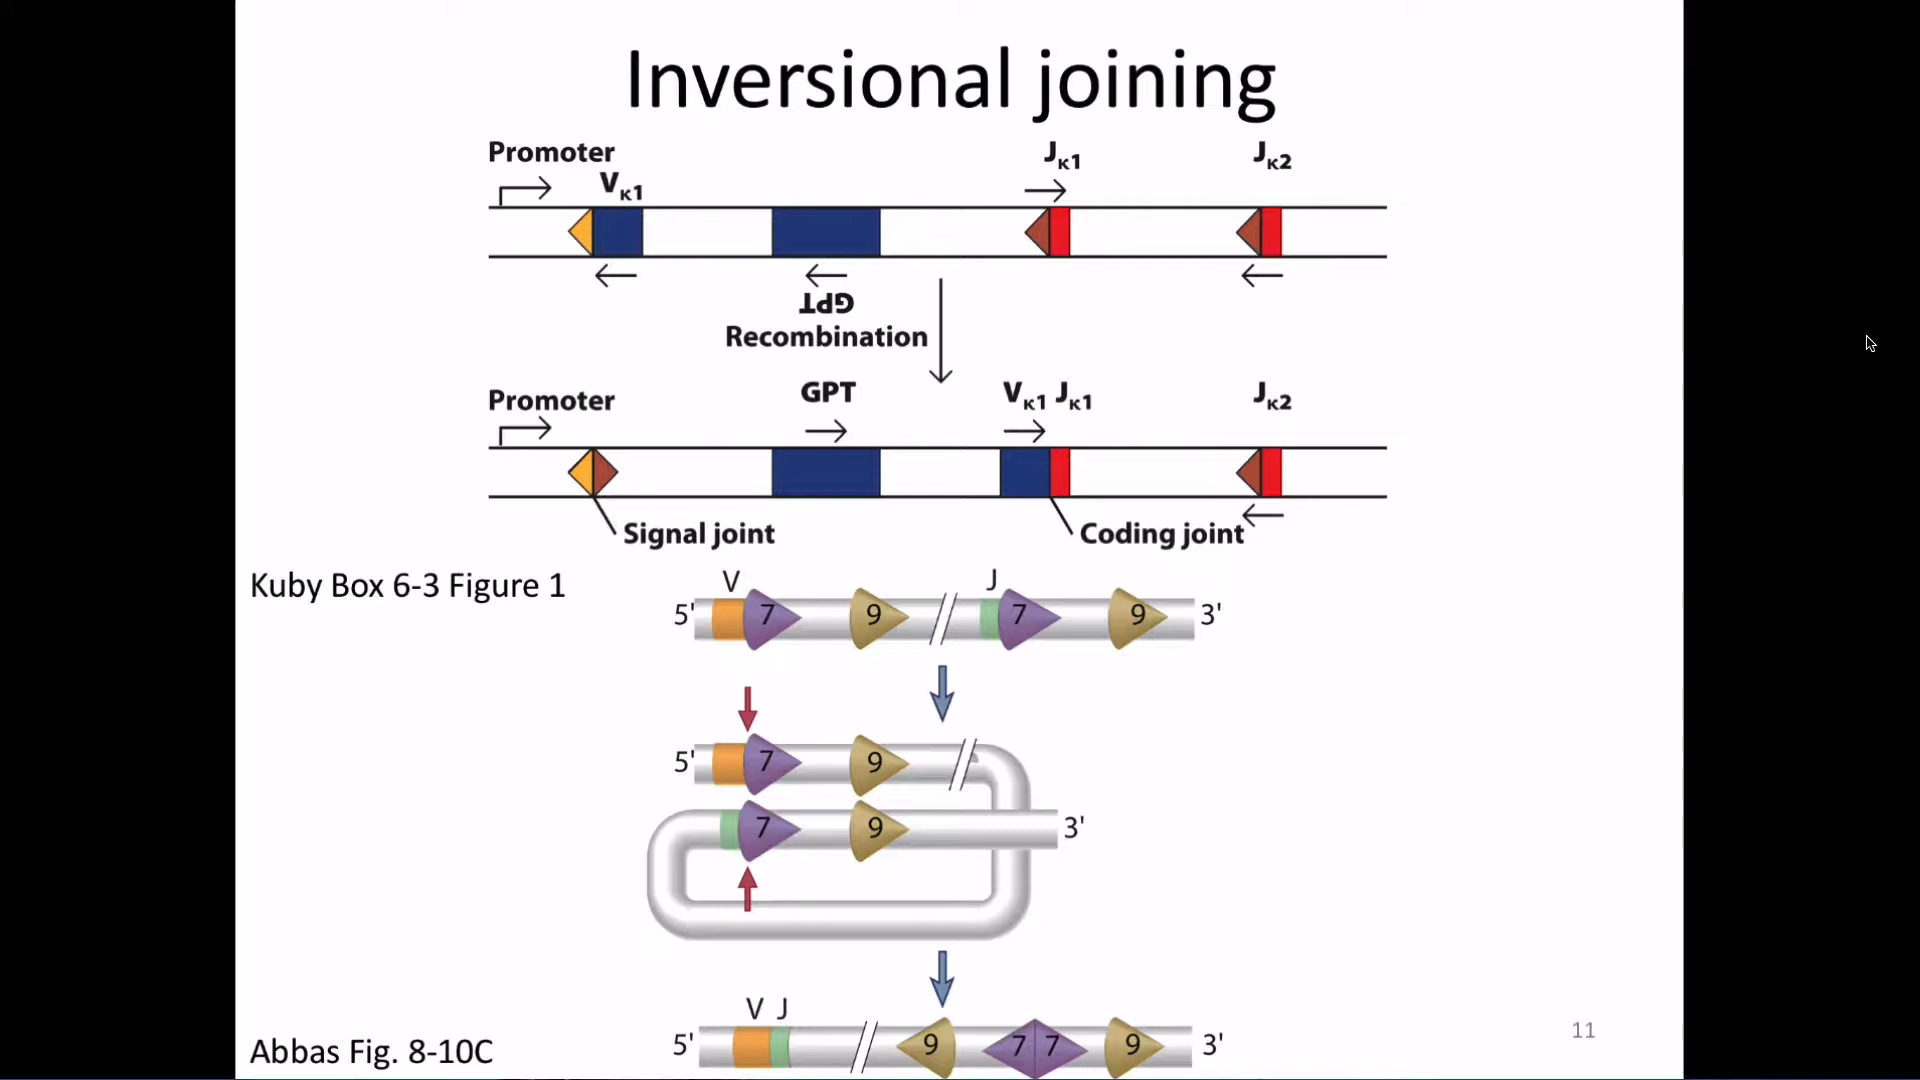 Inversional joining
Promoter
Vκ1
Jκ1
Jκ2
GPT
Recombination
Promoter
GPT
Vκ1 Jκ1
Jκ2
Signal joint
Coding joint
Kuby Box 6-3 Figure 1
V
J
5' 7 9 7 9 3'
5' 7 9
7 9 3'
V J
5' 9 7 7 9 3'
Abbas Fig. 8-10C
11